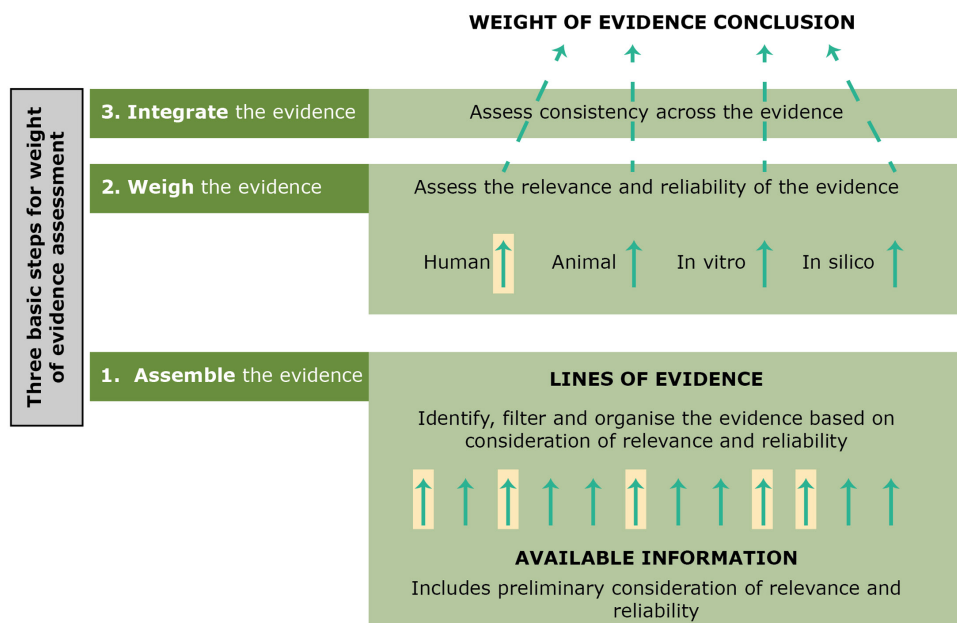 WEIGHT OF EVIDENCE CONCLUSION
Three basic steps for weight
of evidence assessment
3. Integrate the evidence
Assess consistency across the evidence
2. Weigh the evidence
Assess the relevance and reliability of the evidence
Human
Animal
In vitro
In silico
1. Assemble the evidence
LINES OF EVIDENCE
Identify, filter and organise the evidence based on
consideration of relevance and reliability
AVAILABLE INFORMATION
Includes preliminary consideration of relevance and
reliability